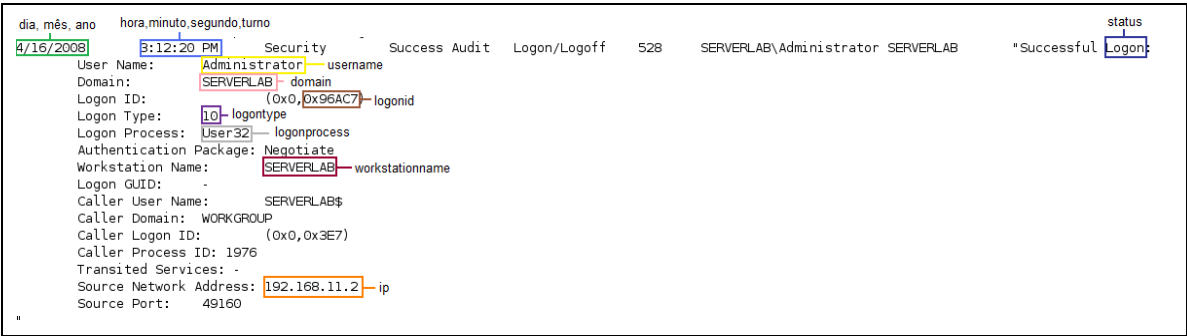 dia, mês, ano hora,minuto,segundo,turno status
4/16/2008 3:12:20 PM Security Success Audit Logon/Logoff 528 SERVERLAB\Administrator SERVERLAB "Successful Logon:
User Name: Administrator username
Domain: SERVERLAB domain
Logon ID: (0x0,0x96AC7) logonid
Logon Type: 10 logontype
Logon Process: User32 logonprocess
Authentication Package: Negotiate
Workstation Name: SERVERLAB workstationname
Logon GUID: -
Caller User Name: SERVERLAB$
Caller Domain: WORKGROUP
Caller Logon ID: (0x0,0x3E7)
Caller Process ID: 1976
Transited Services: -
Source Network Address: 192.168.11.2 ip
Source Port: 49160
"